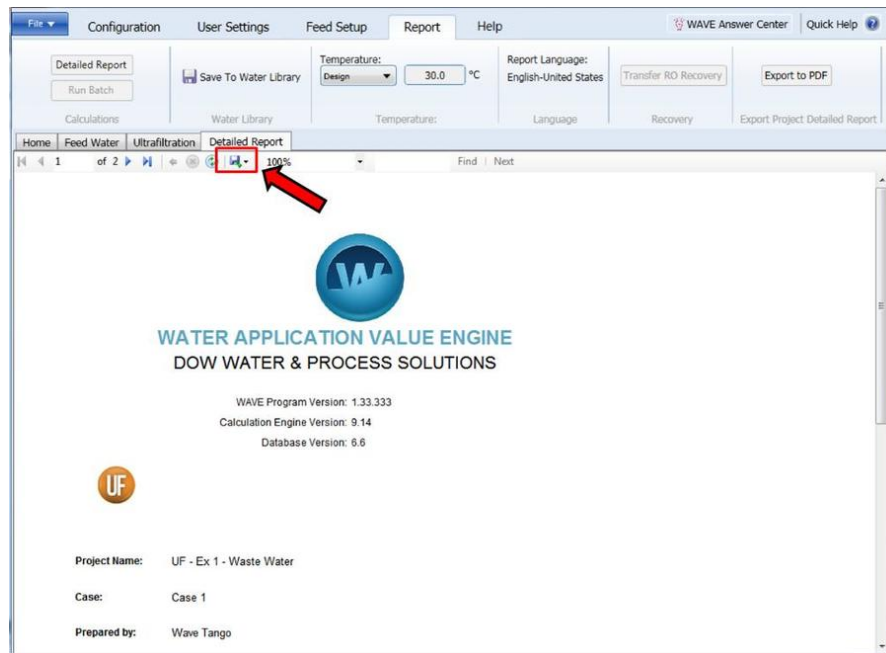 File Configuration User Settings Feed Setup Report Help WAVE Answer Center Quick Help ?
Detailed Report
Run Batch
Calculations
Save To Water Library
Water Library
Temperature:
Design 30.0 °C
Temperature:
Report Language:
English-United States
Language
Transfer RO Recovery
Recovery
Export to PDF
Export Project Detailed Report
Home Feed Water Ultrafiltration Detailed Report
1 of 2 100% Find | Next
W
WATER APPLICATION VALUE ENGINE
DOW WATER & PROCESS SOLUTIONS
WAVE Program Version: 1.33.333
Calculation Engine Version: 9.14
Database Version: 6.6
UF
Project Name: UF - Ex 1 - Waste Water
Case: Case 1
Prepared by: Wave Tango